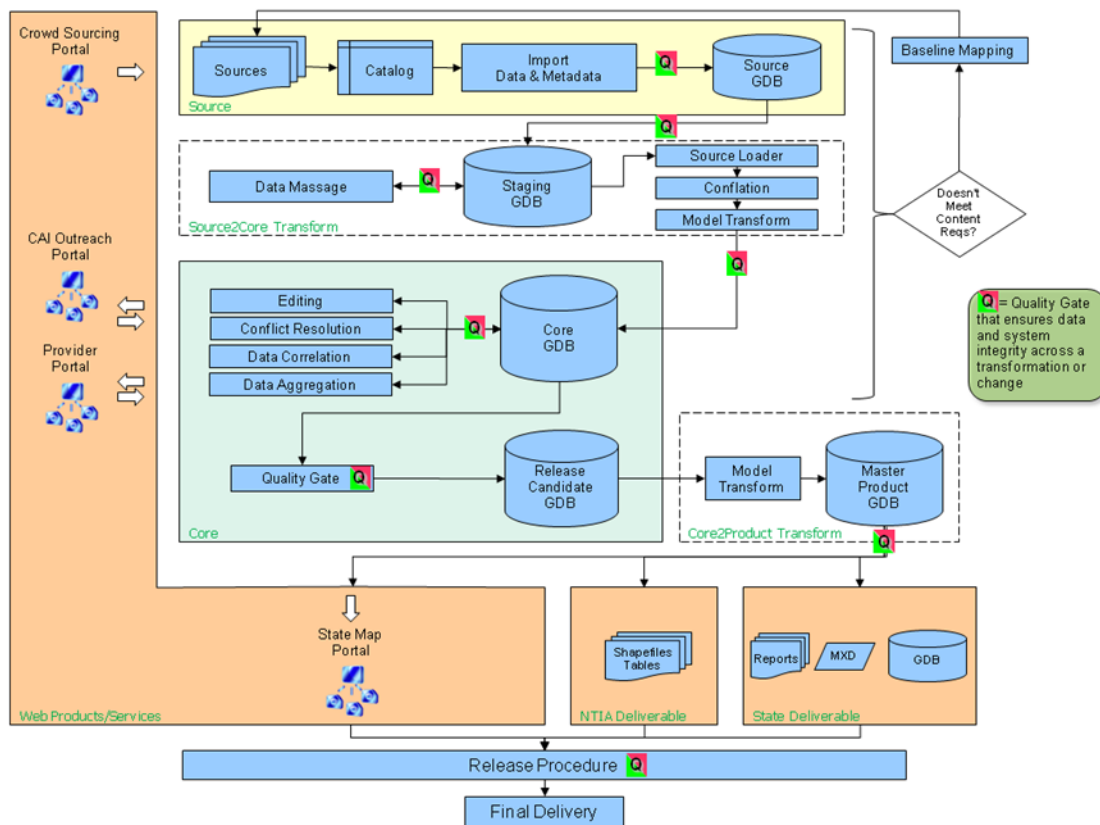 Crowd Sourcing
Portal
Sources
Catalog
Import
Data & Metadata
Q
Source
GDB
Source
Baseline Mapping
Q
Data Massage
Q
Staging
GDB
Source Loader
Conflation
Model Transform
Source2Core Transform
Doesn't
Meet
Content
Reqs?
CAI Outreach
Portal
Q
Provider
Portal
Editing
Conflict Resolution
Data Correlation
Data Aggregation
Q
Core
GDB
Q = Quality Gate
that ensures data
and system
integrity across a
transformation or
change
Quality Gate Q
Release
Candidate
GDB
Core
Model
Transform
Master
Product
GDB
Core2Product Transform
Q
State Map
Portal
Web Products/Services
Shapefiles
Tables
NTIA Deliverable
Reports
MXD
GDB
State Deliverable
Release Procedure Q
Final Delivery